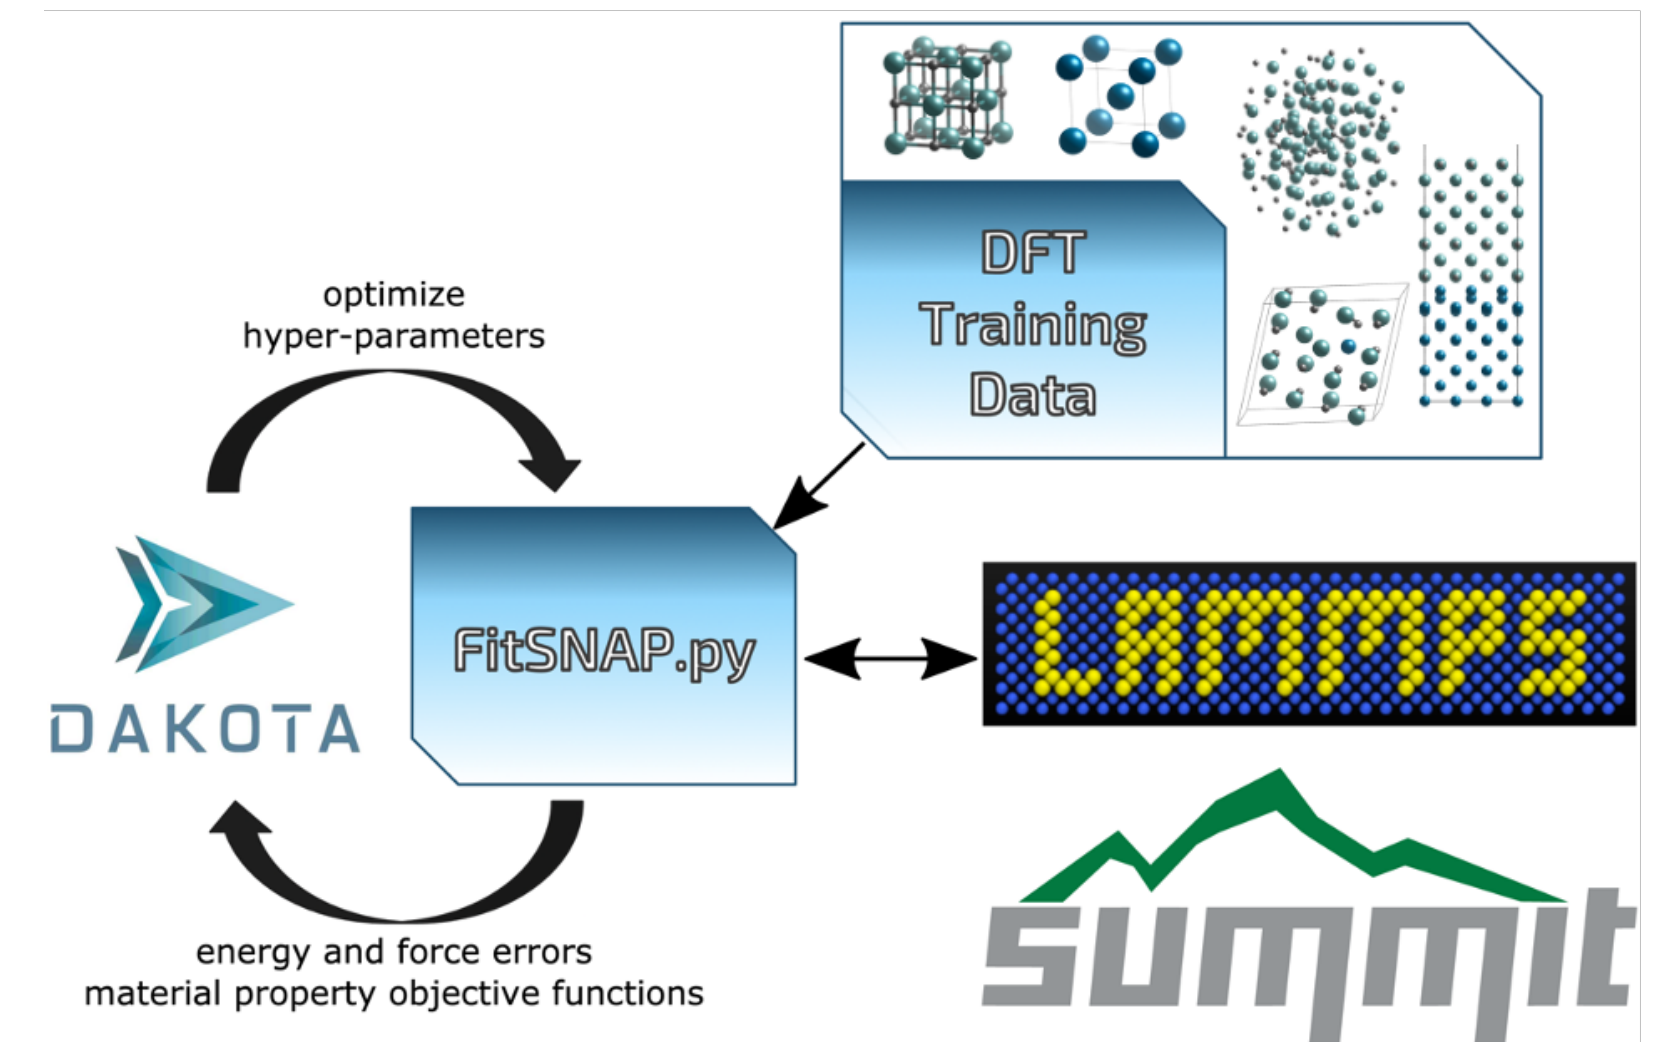 DFT
Training
Data
optimize
hyper-parameters
FitSNAP.py
DAKOTA
LAMMPS
energy and force errors
material property objective functions
summit